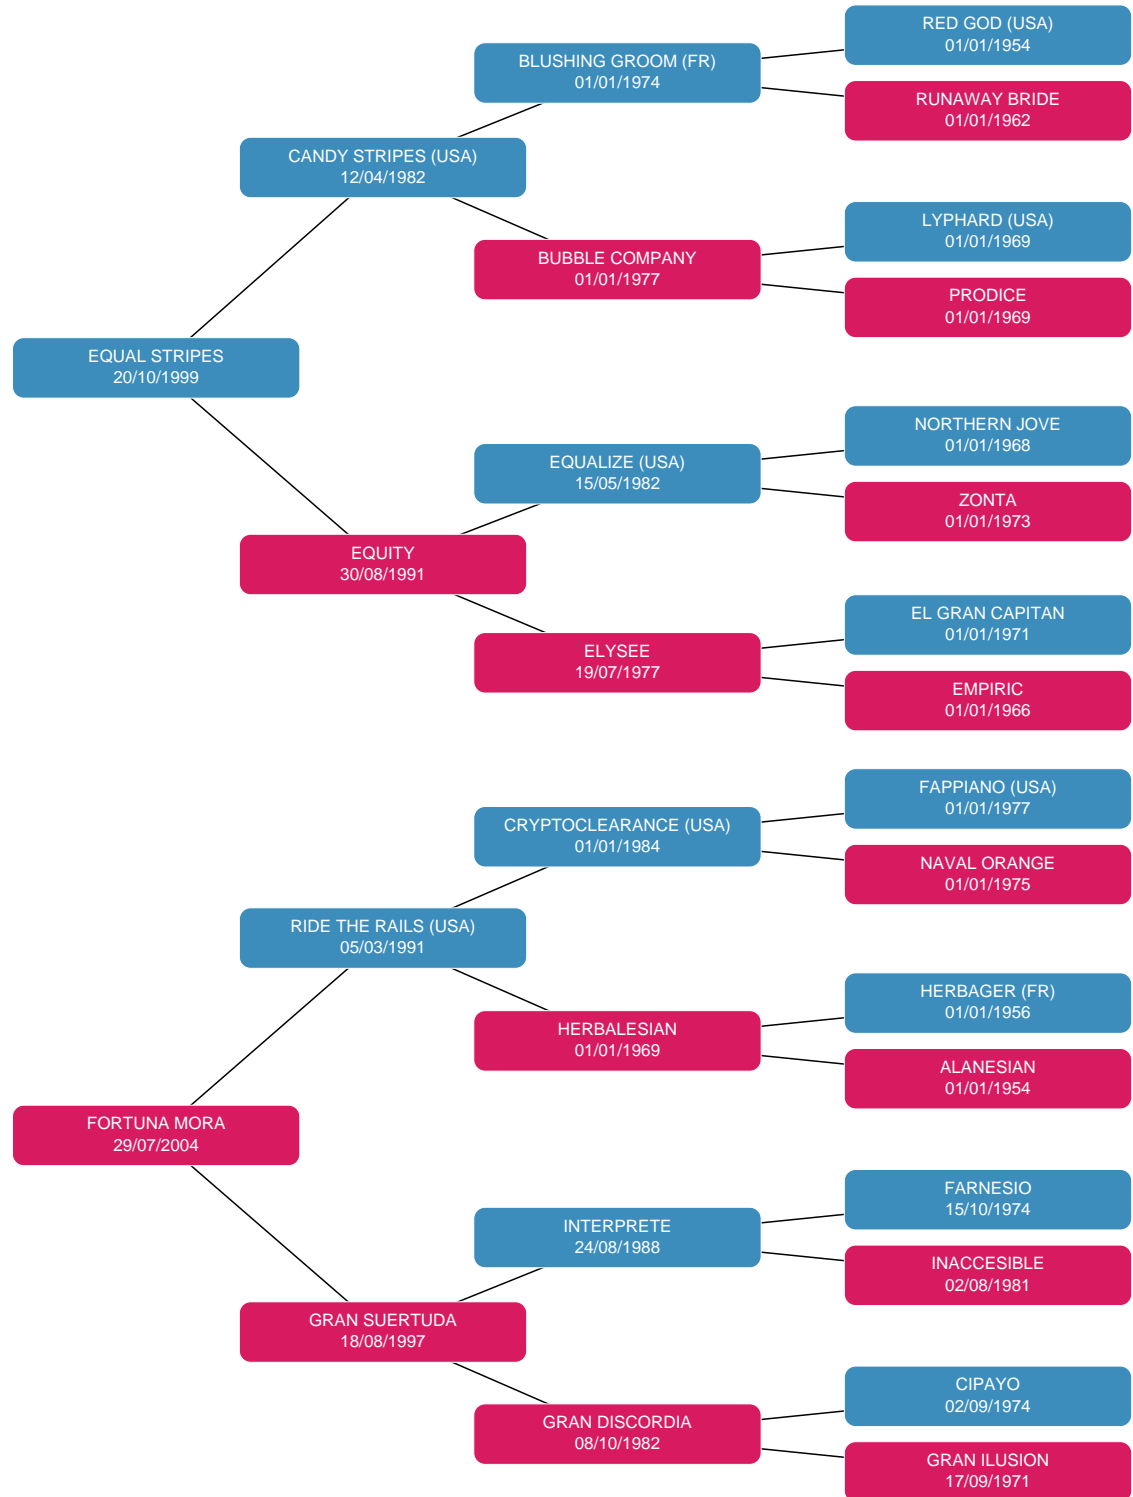 RED GOD (USA)
01/01/1954
BLUSHING GROOM (FR)
01/01/1974
RUNAWAY BRIDE
01/01/1962
CANDY STRIPES (USA)
12/04/1982
LYPHARD (USA)
01/01/1969
BUBBLE COMPANY
01/01/1977
PRODICE
01/01/1969
EQUAL STRIPES
20/10/1999
NORTHERN JOVE
01/01/1968
EQUALIZE (USA)
15/05/1982
ZONTA
01/01/1973
EQUITY
30/08/1991
EL GRAN CAPITAN
01/01/1971
ELYSEE
19/07/1977
EMPIRIC
01/01/1966
FAPPIANO (USA)
01/01/1977
CRYPTOCLEARANCE (USA)
01/01/1984
NAVAL ORANGE
01/01/1975
RIDE THE RAILS (USA)
05/03/1991
HERBAGER (FR)
01/01/1956
HERBALESIAN
01/01/1969
ALANESIAN
01/01/1954
FORTUNA MORA
29/07/2004
FARNESIO
15/10/1974
INTERPRETE
24/08/1988
INACCESIBLE
02/08/1981
GRAN SUERTUDA
18/08/1997
CIPAYO
02/09/1974
GRAN DISCORDIA
08/10/1982
GRAN ILUSION
17/09/1971